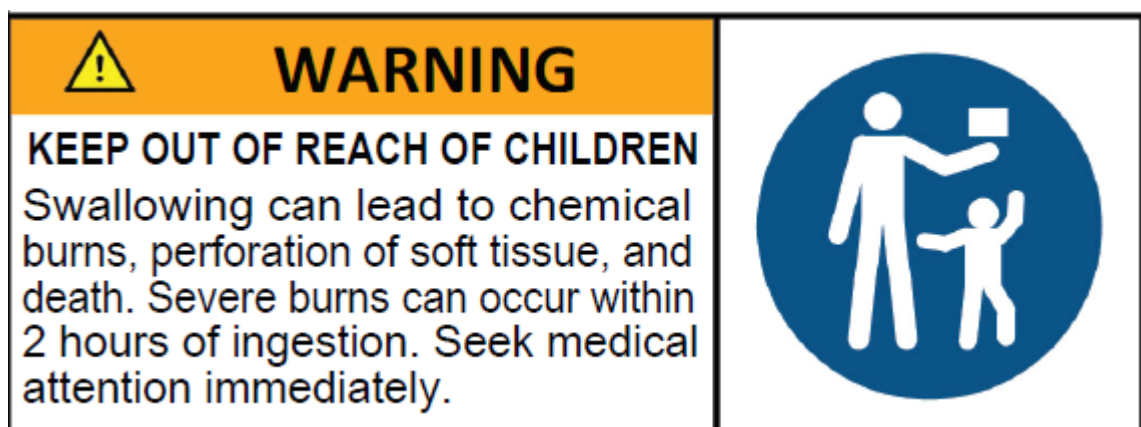 WARNING
KEEP OUT OF REACH OF CHILDREN
Swallowing can lead to chemical
burns, perforation of soft tissue, and
death. Severe burns can occur within
2 hours of ingestion. Seek medical
attention immediately.